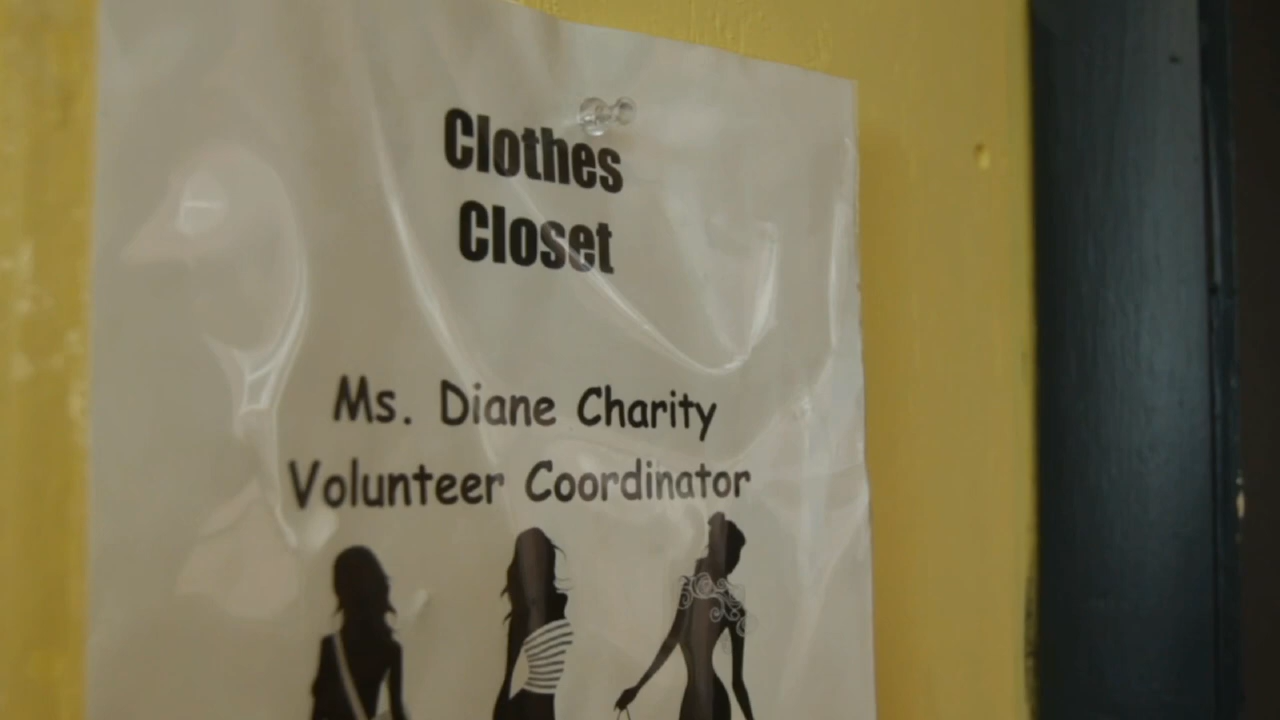 Clothes
Closet
Ms. Diane Charity
Volunteer Coordinator